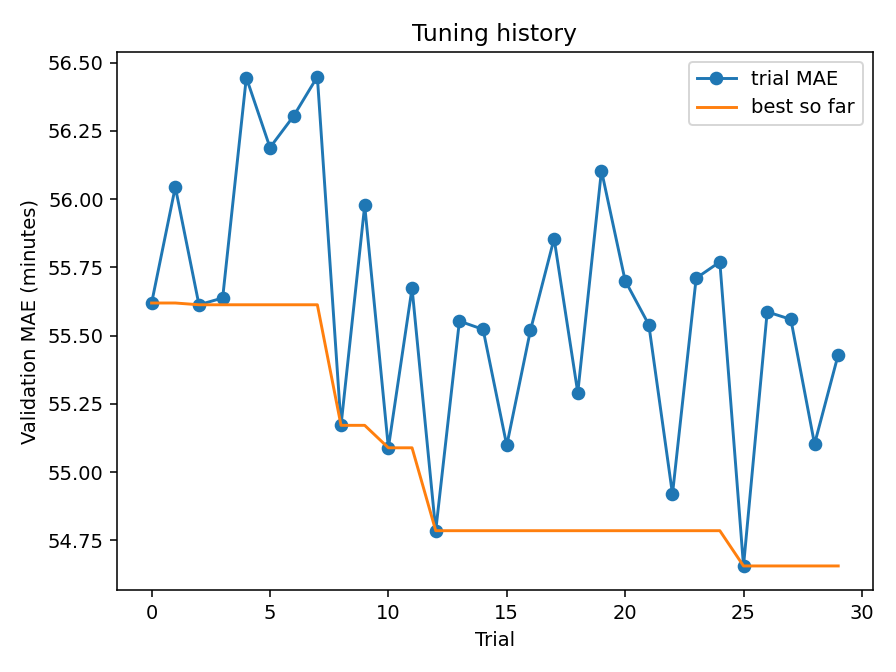 Tuning history
trial MAE
best so far
Validation MAE (minutes)
56.50
56.25
56.00
55.75
55.50
55.25
55.00
54.75
0 5 10 15 20 25 30
Trial